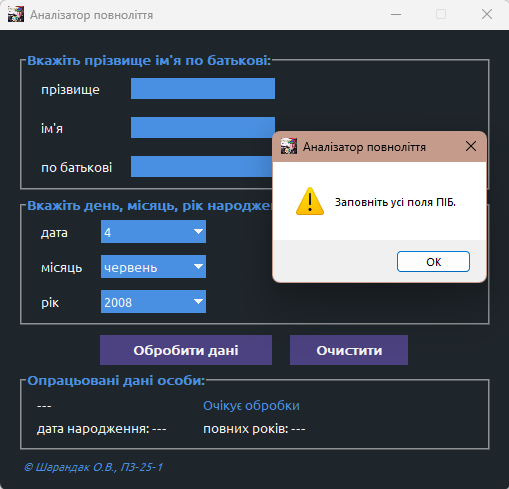 Аналізатор повноліття
Вкажіть прізвище ім'я по батькові:
прізвище
ім'я
по батькові
Аналізатор повноліття
Заповніть усі поля ПІБ.
OK
Вкажіть день, місяць, рік народжен
дата 4
місяць червень
рік 2008
Обробити дані Очистити
Опрацьовані дані особи:
--- Очікує обробки
дата народження: --- повних років: ---
© Шарандак О.В., ПЗ-25-1